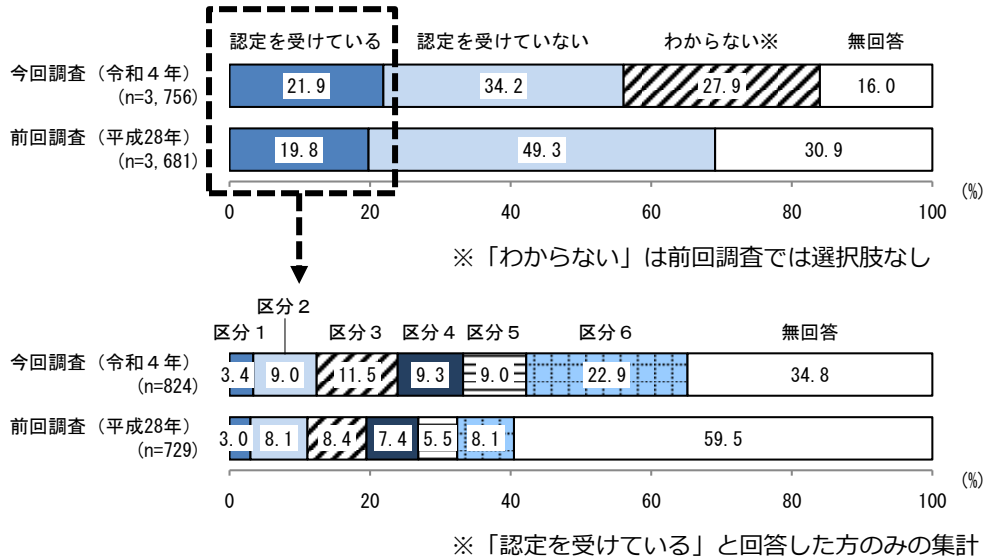 認定を受けている 認定を受けていない わからない※ 無回答
今回調査（令和４年）
(n=3,756)
21.9 34.2 27.9 16.0
前回調査（平成28年）
(n=3,681)
19.8 49.3 30.9
(%)
0 20 40 60 80 100
※「わからない」は前回調査では選択肢なし
区分２
区分１ 区分３ 区分４ 区分５ 区分６ 無回答
今回調査（令和４年）
(n=824)
3.4 9.0 11.5 9.3 9.0 22.9 34.8
前回調査（平成28年）
(n=729)
3.0 8.1 8.4 7.4 5.5 8.1 59.5
(%)
0 20 40 60 80 100
※「認定を受けている」と回答した方のみの集計